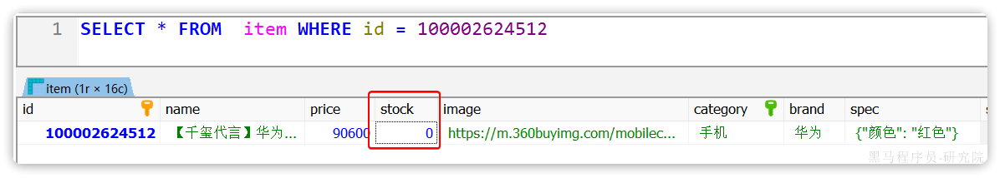 1 SELECT * FROM item WHERE id = 100002624512
item (1r × 16c)
id name price stock image category brand spec s
100002624512 【千玺代言】华为... 90600 0 https://m.360buyimg.com/mobilec... 手机 华为 {"颜色": "红色"}
黑马程序员-研究院